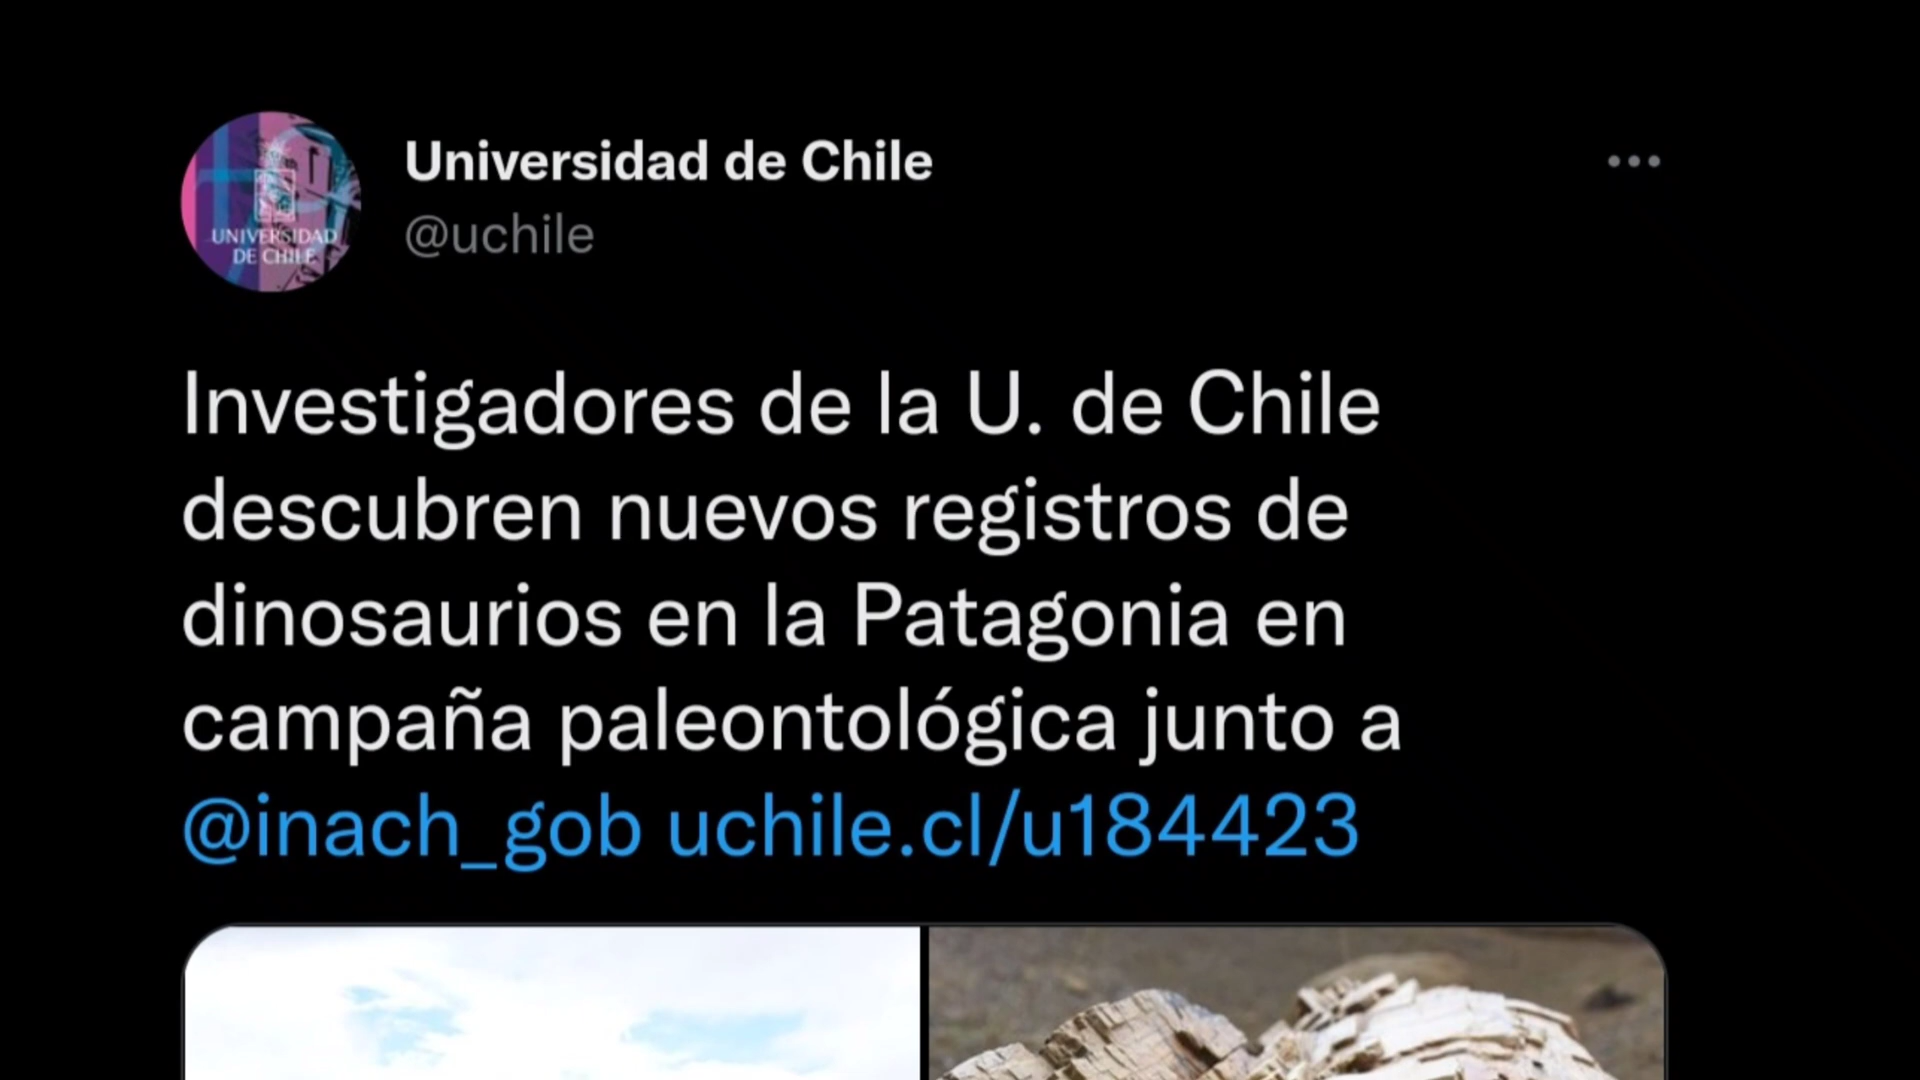 UNIVERSIDAD
DE CHILE
Universidad de Chile
@uchile
Investigadores de la U. de Chile
descubren nuevos registros de
dinosaurios en la Patagonia en
campaña paleontológica junto a
@inach_gob uchile.cl/u184423